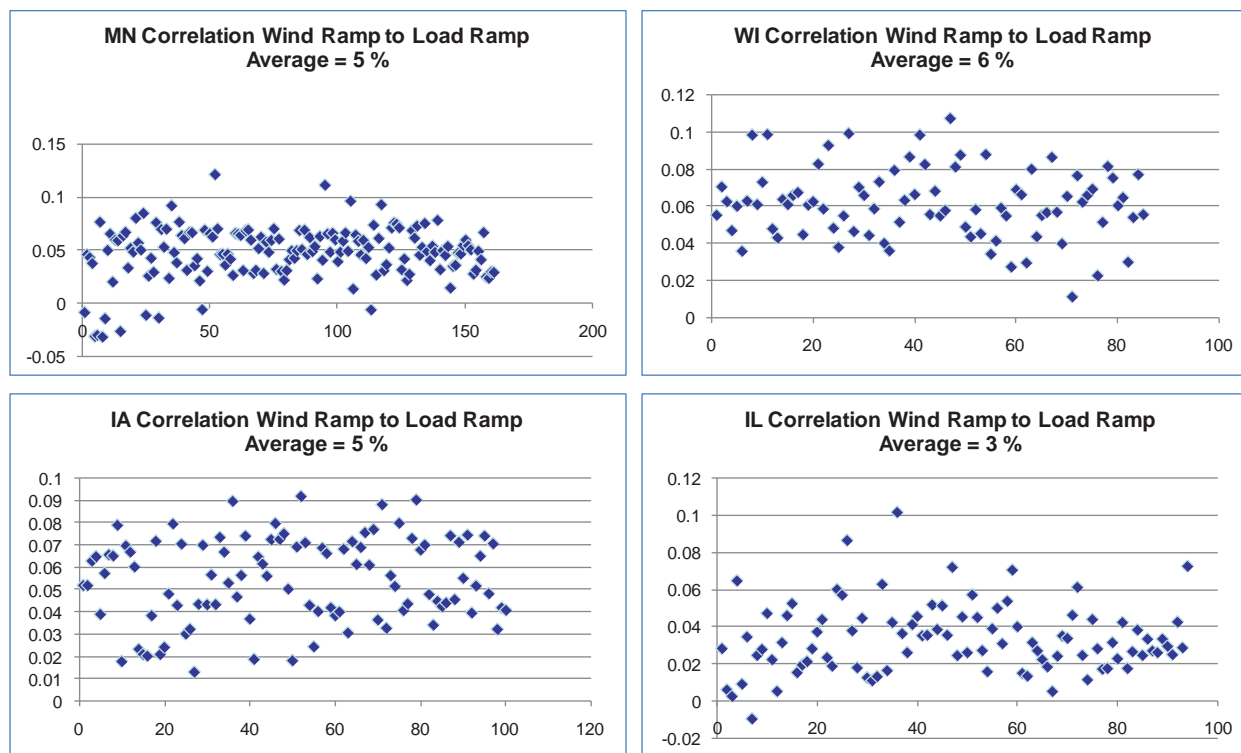 MN Correlation Wind Ramp to Load Ramp
Average = 5 %
0.15
0.1
0.05
0
-0.05
0 50 100 150 200
WI Correlation Wind Ramp to Load Ramp
Average = 6 %
0.12
0.1
0.08
0.06
0.04
0.02
0
0 20 40 60 80 100
IA Correlation Wind Ramp to Load Ramp
Average = 5 %
0.1
0.09
0.08
0.07
0.06
0.05
0.04
0.03
0.02
0.01
0
0 20 40 60 80 100 120
IL Correlation Wind Ramp to Load Ramp
Average = 3 %
0.12
0.1
0.08
0.06
0.04
0.02
0
-0.02
0 20 40 60 80 100